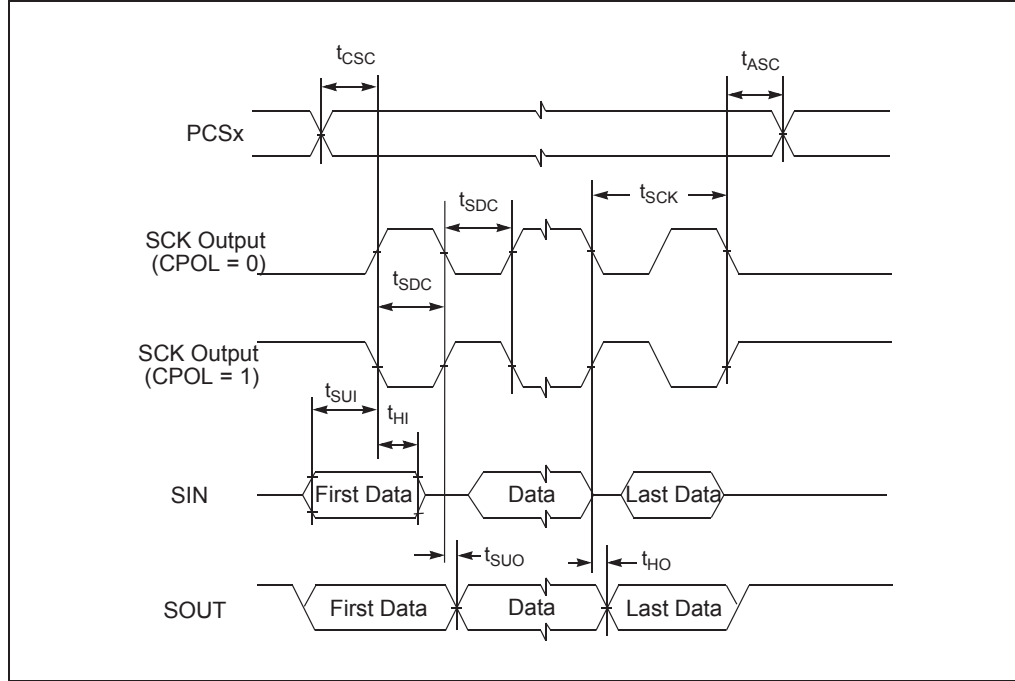 tCSC
tASC
PCSx
tSCK
tSDC
SCK Output
(CPOL = 0)
tSDC
SCK Output
(CPOL = 1)
tSUI
tHI
SIN
First Data
Data
Last Data
tSUO
tHO
SOUT
First Data
Data
Last Data